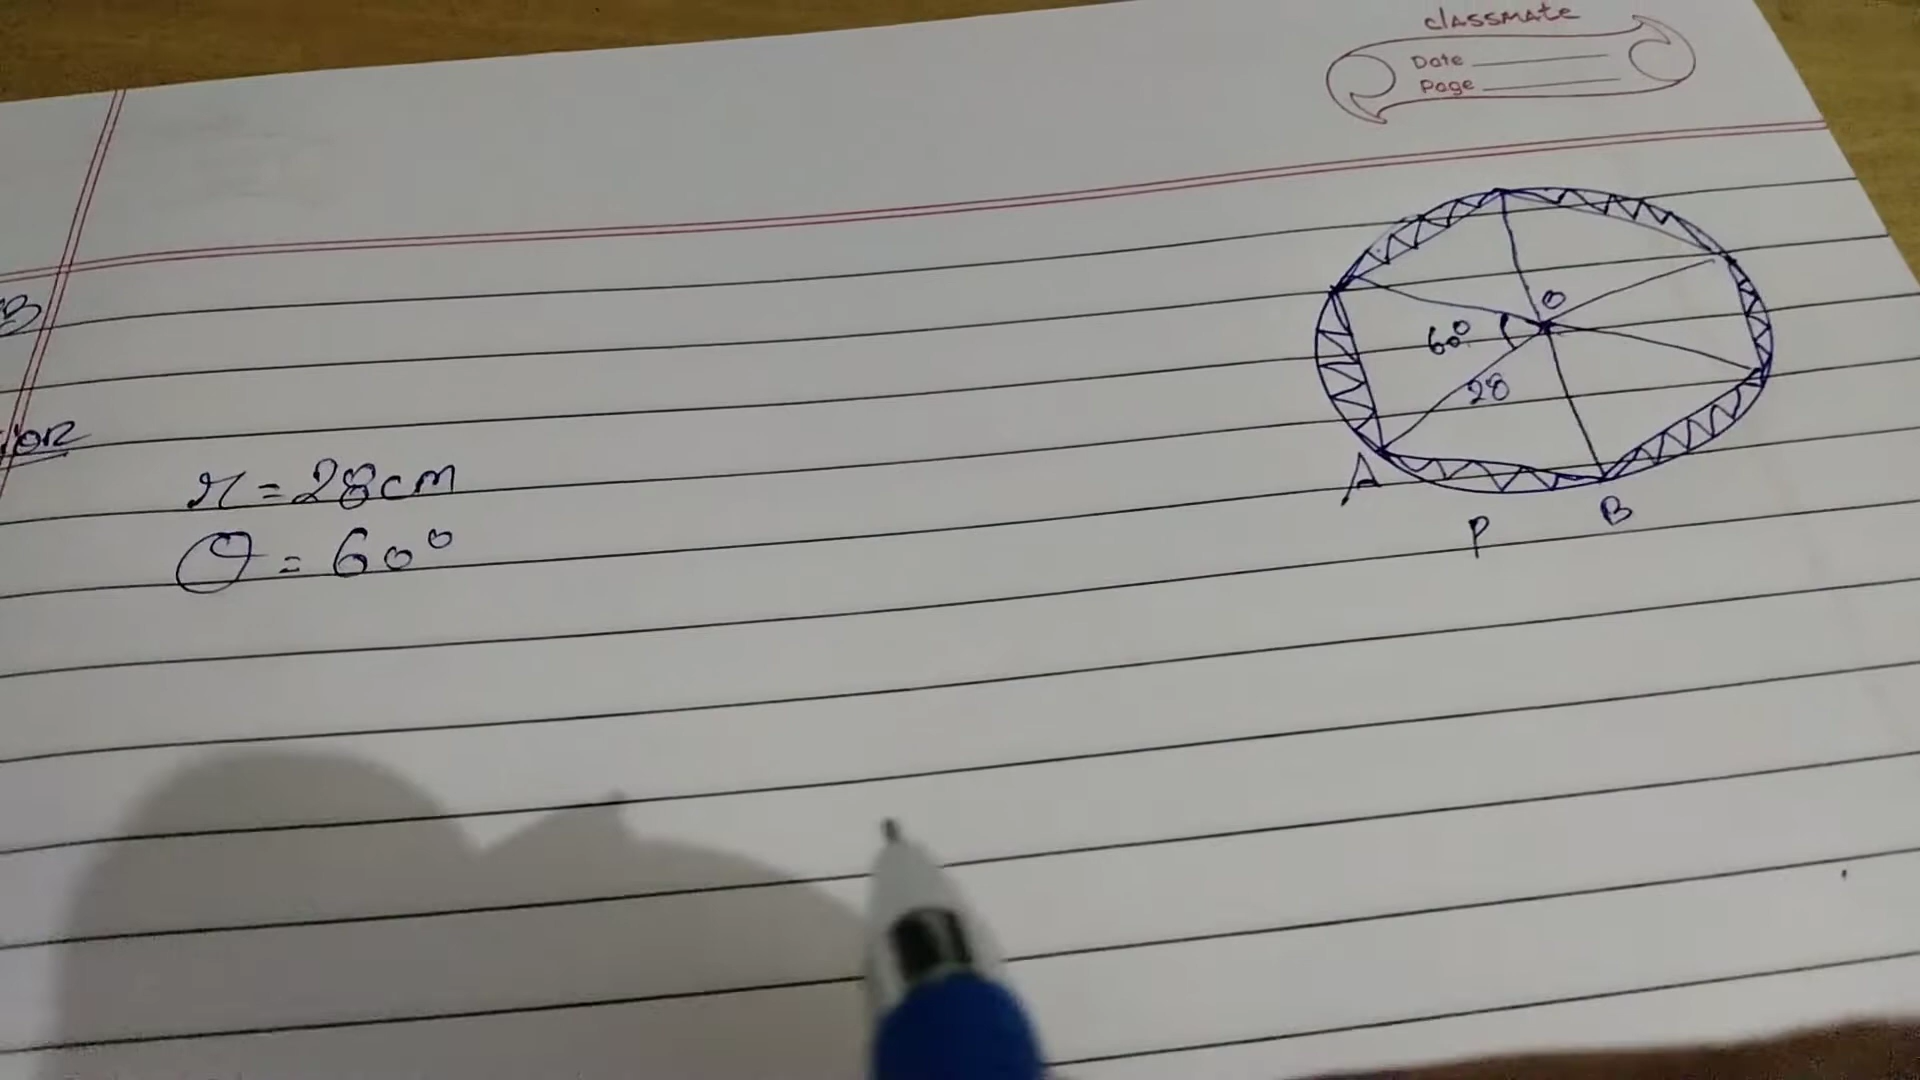 classmate
Date
Page
O
60°
28
A
P
B
r = 28cm
θ = 60°